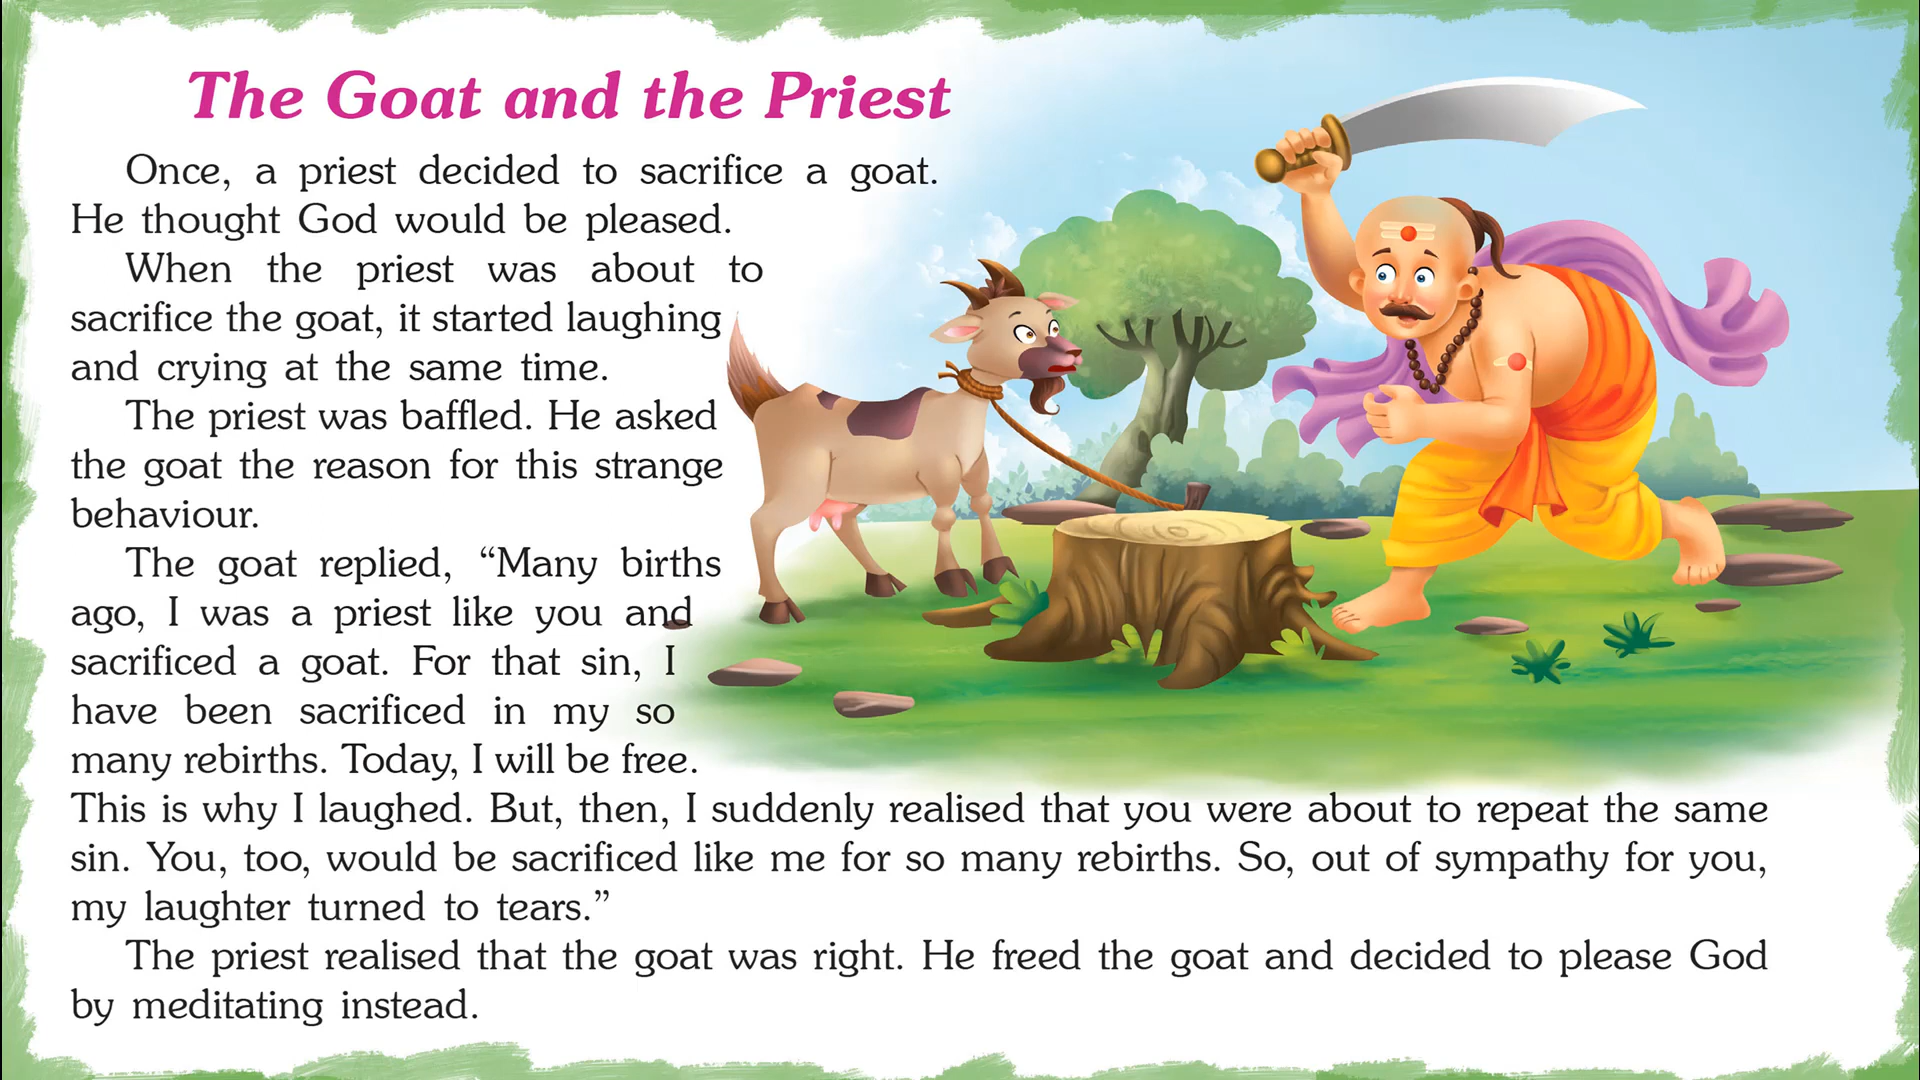 The Goat and the Priest
Once, a priest decided to sacrifice a goat.
He thought God would be pleased.
When the priest was about to
sacrifice the goat, it started laughing
and crying at the same time.
The priest was baffled. He asked
the goat the reason for this strange
behaviour.
The goat replied, “Many births
ago, I was a priest like you and
sacrificed a goat. For that sin, I
have been sacrificed in my so
many rebirths. Today, I will be free.
This is why I laughed. But, then, I suddenly realised that you were about to repeat the same
sin. You, too, would be sacrificed like me for so many rebirths. So, out of sympathy for you,
my laughter turned to tears.”
The priest realised that the goat was right. He freed the goat and decided to please God
by meditating instead.